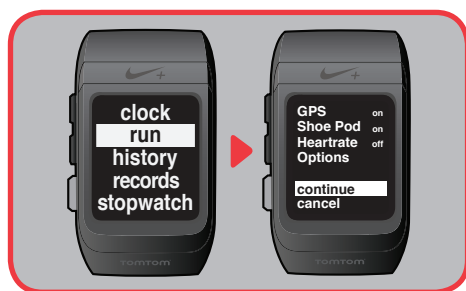 clock
run
history
records
stopwatch
TOMTOM
GPS on
Shoe Pod on
Heartrate off
Options
continue
cancel
TOMTOM